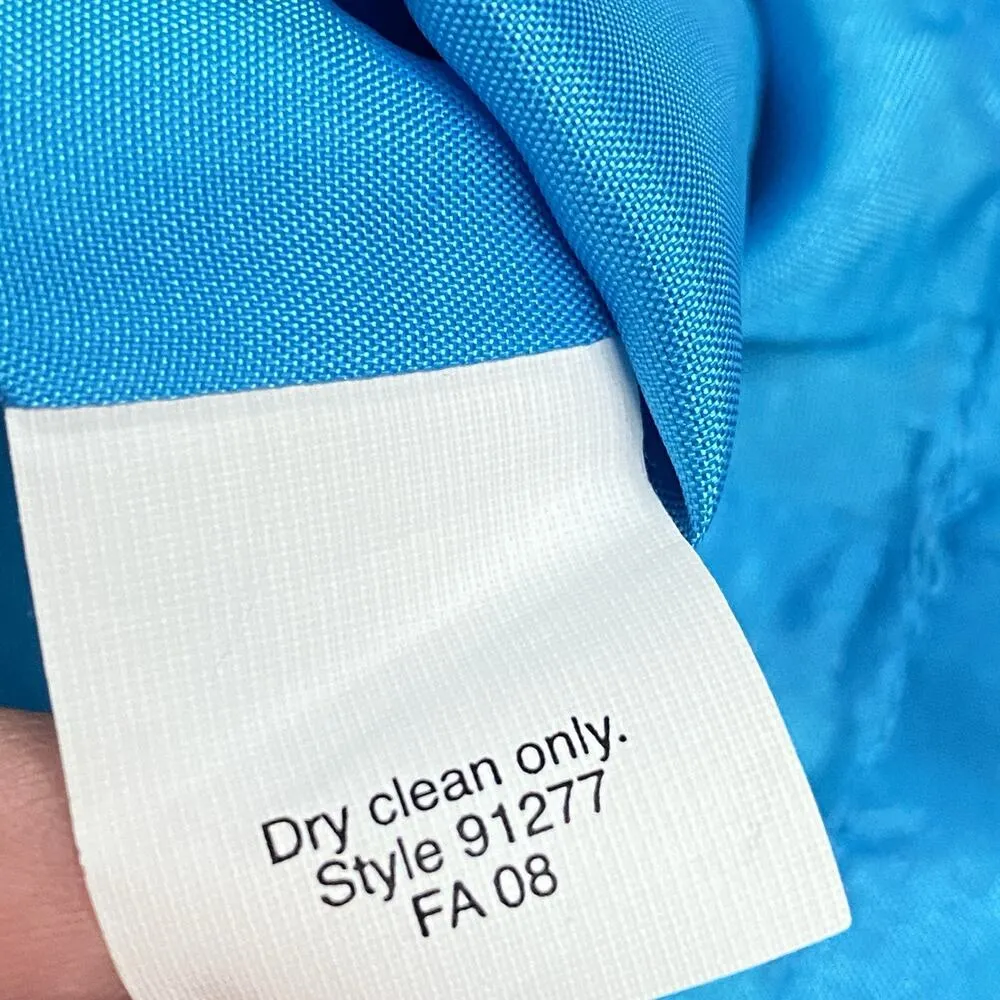 Dry clean only.
Style 91277
FA 08